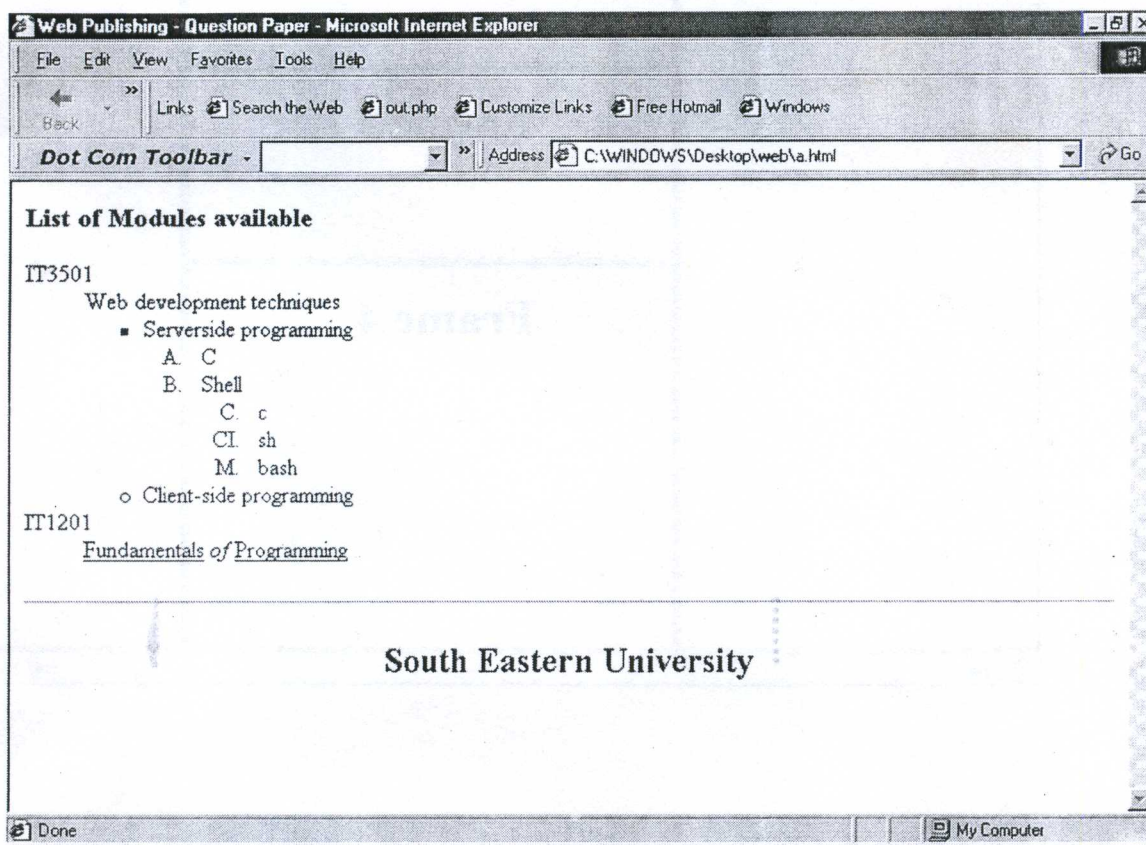 Web Publishing - Question Paper - Microsoft Internet Explorer
File Edit View Favorites Tools Help
Back » Links Search the Web out.php Customize Links Free Hotmail Windows
Dot Com Toolbar - » Address C:\WINDOWS\Desktop\web\a.html Go
List of Modules available
IT3501
Web development techniques
Serverside programming
A. C
B. Shell
C. c
CI. sh
M. bash
Client-side programming
IT1201
Fundamentals of Programming
South Eastern University
Done My Computer